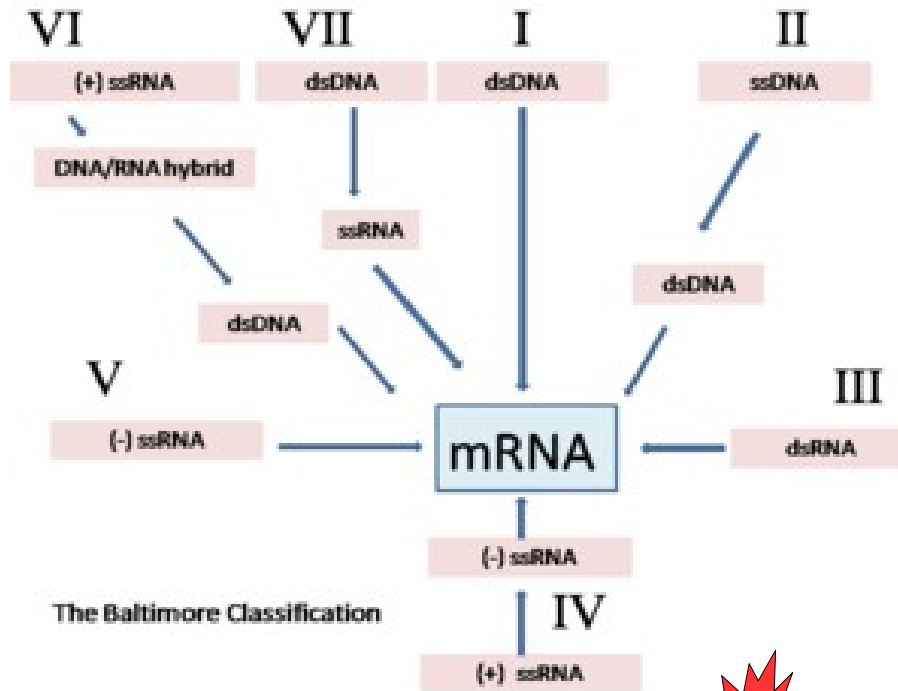 VI VII I II
(+) ssRNA dsDNA dsDNA ssDNA
DNA/RNA hybrid
ssRNA
dsDNA
dsDNA
V III
(-) ssRNA mRNA dsRNA
(-) ssRNA
The Baltimore Classification IV
(+) ssRNA